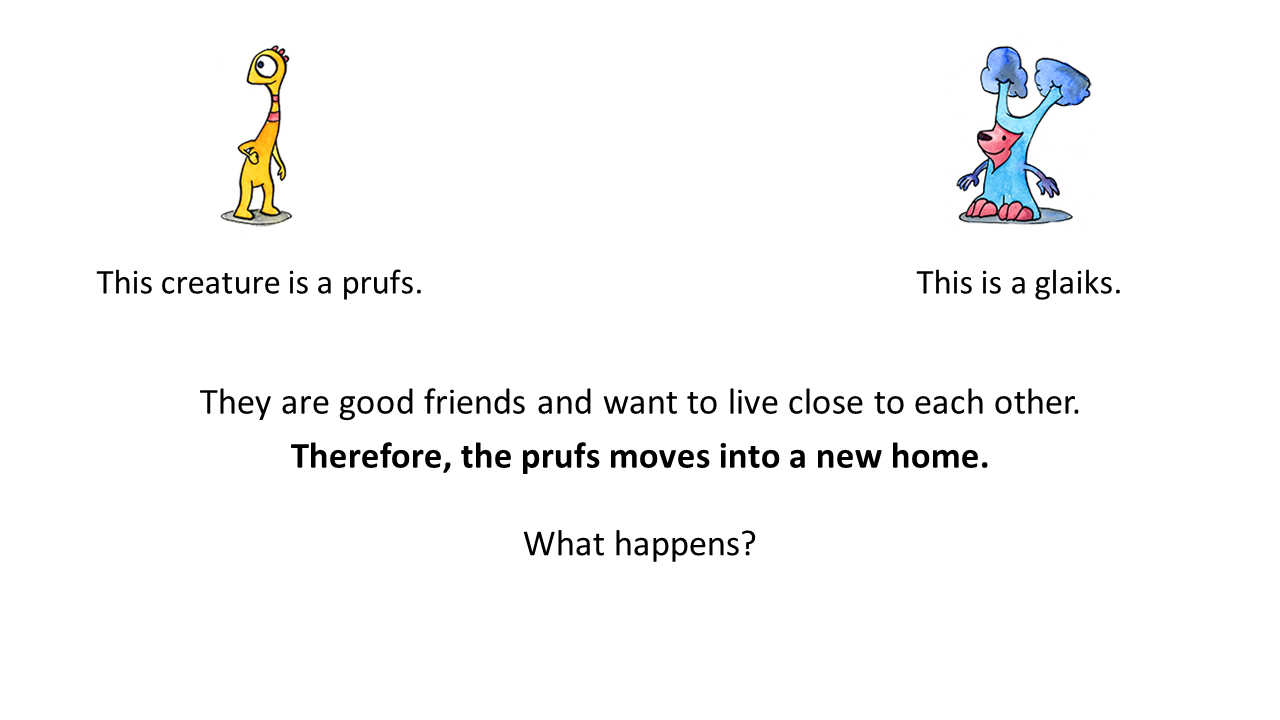 This creature is a prufs.
This is a glaiks.
They are good friends and want to live close to each other.
Therefore, the prufs moves into a new home.
What happens?